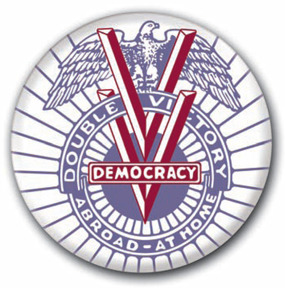 DOUBLE VICTORY
DEMOCRACY
ABROAD - AT HOME